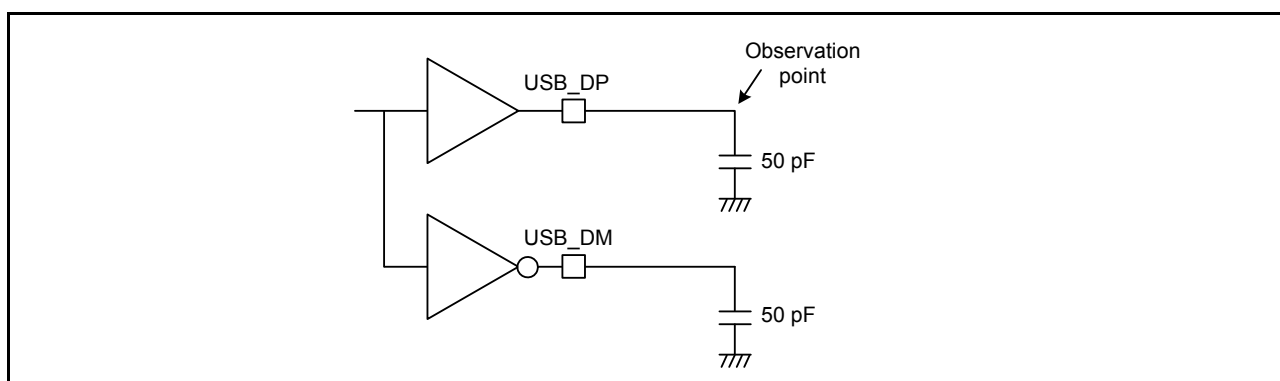 Observation
point
USB_DP
50 pF
USB_DM
50 pF